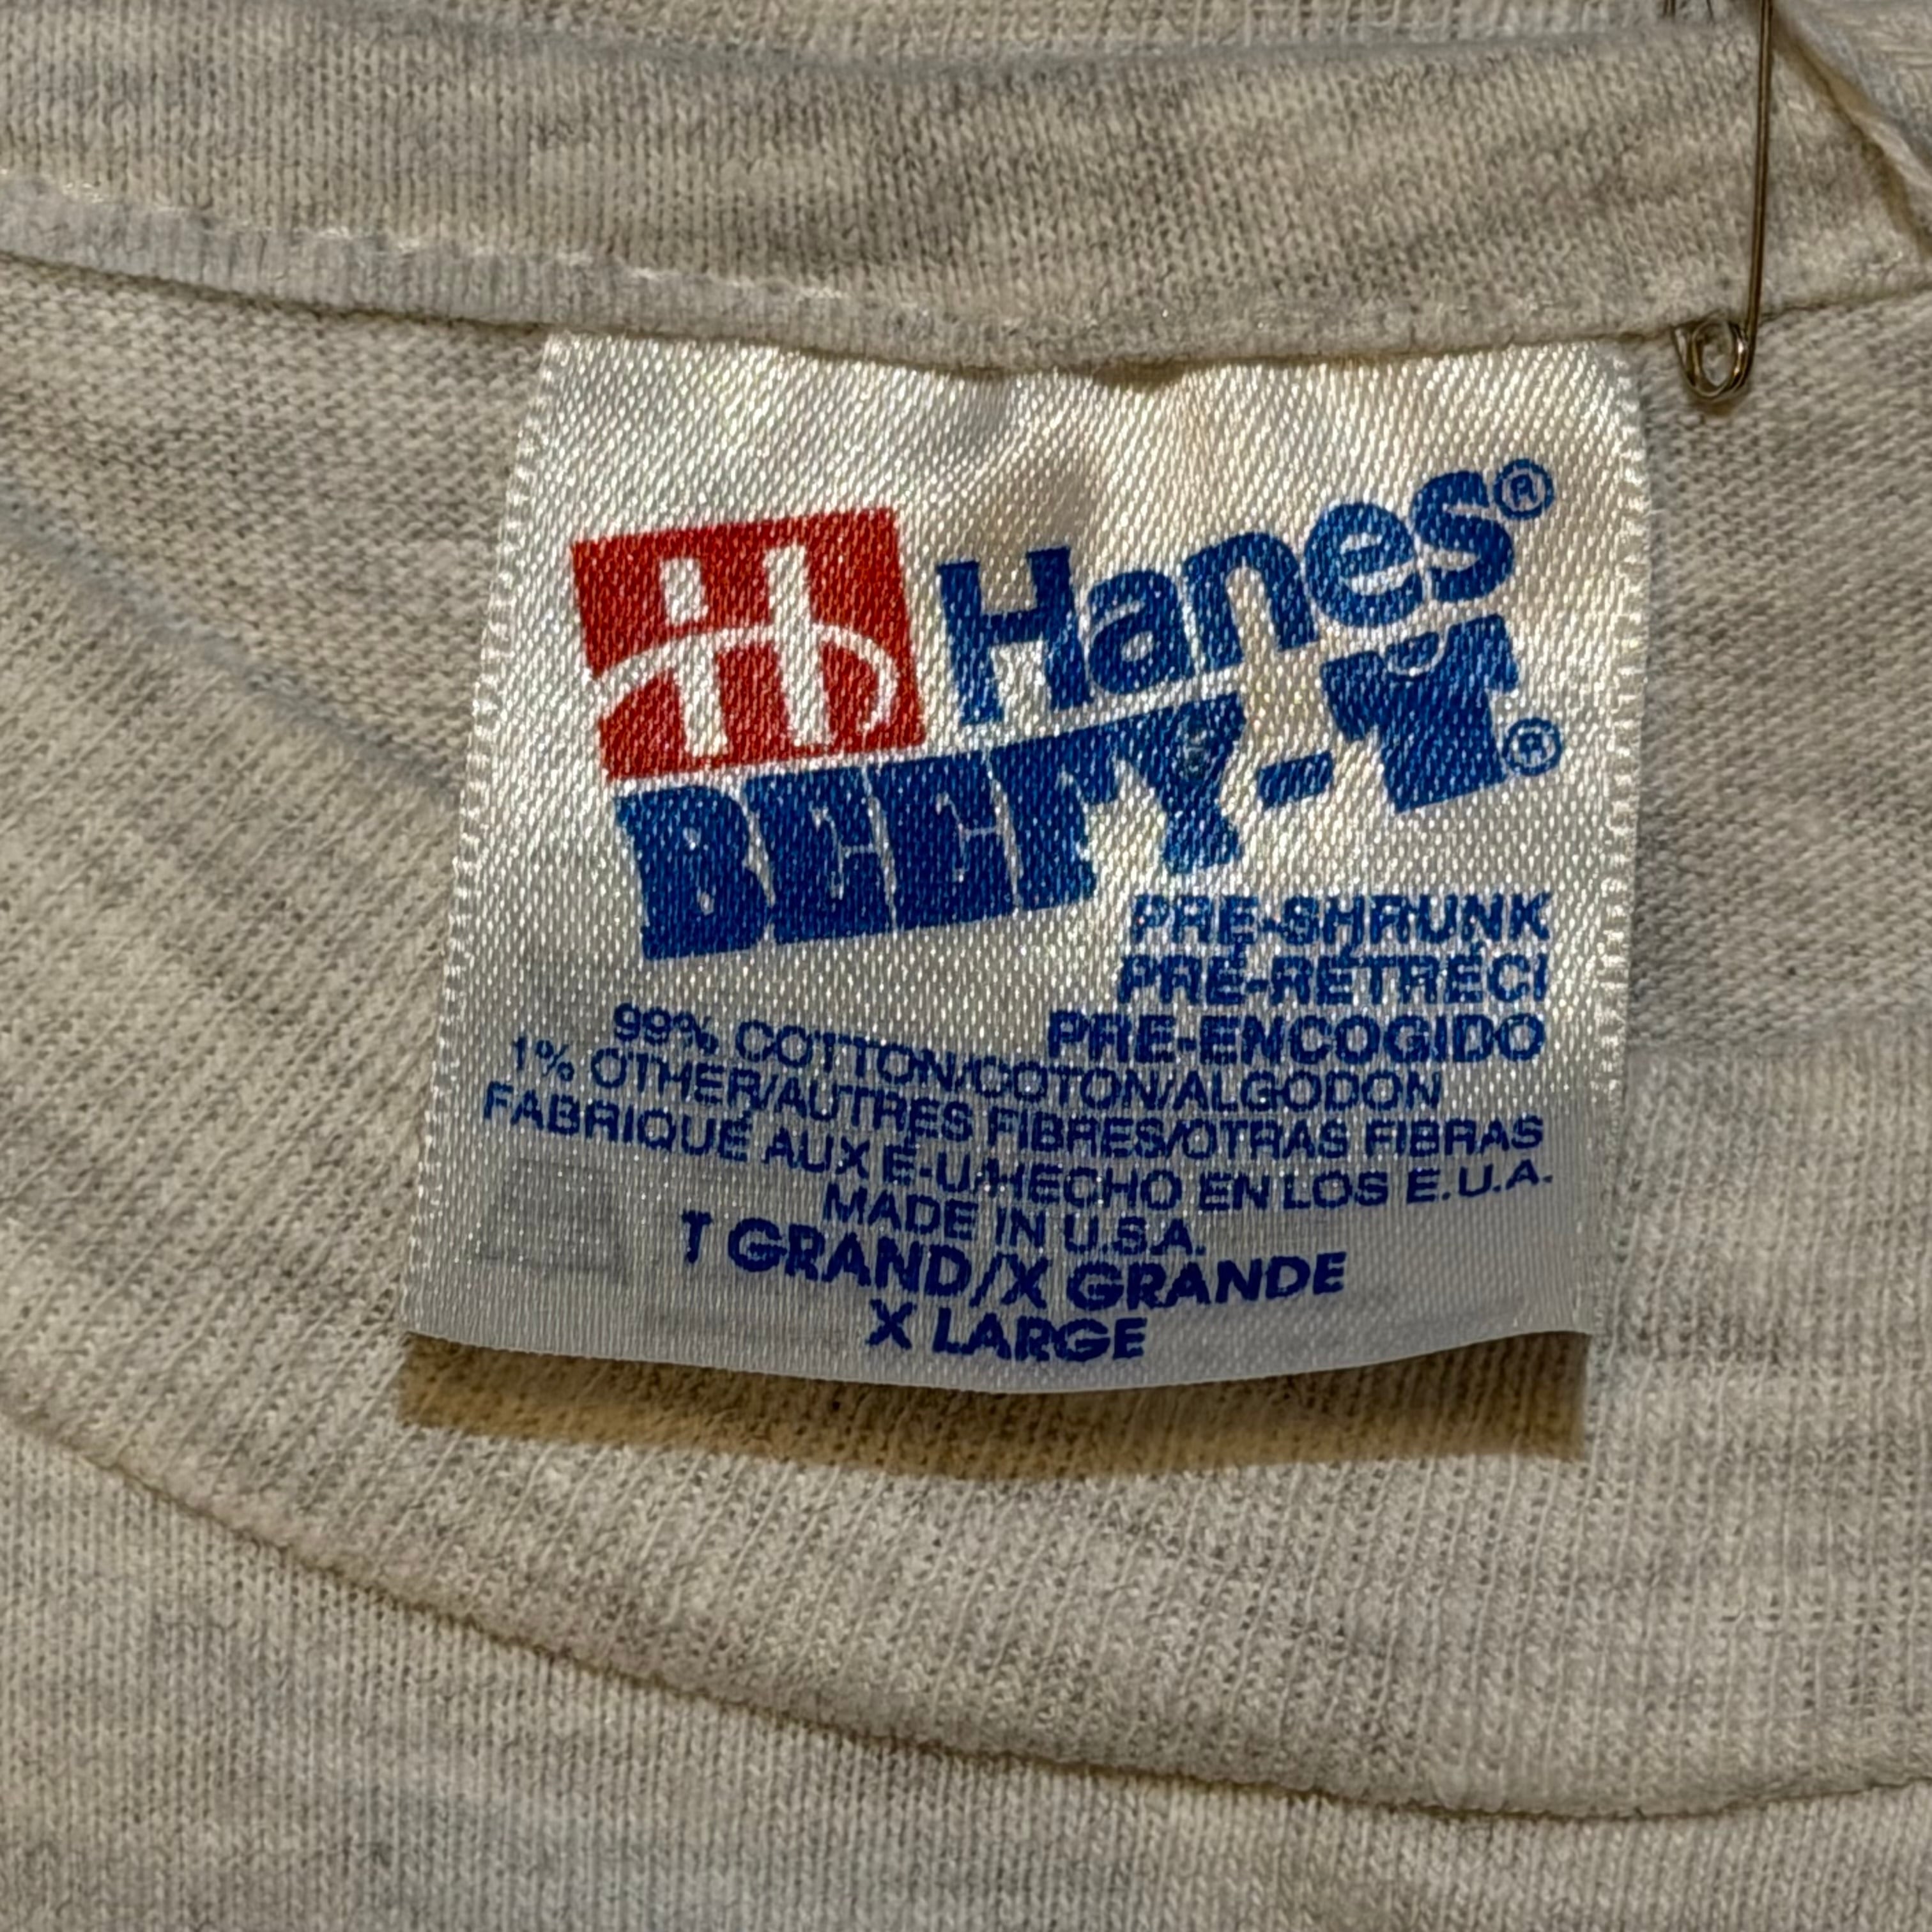 Hanes®
BEEFY-T®
PRE-SHRUNK
PRÉ-RÉTRÉCI
PRE-ENCOGIDO
99% COTTON/COTON/ALGODON
1% OTHER/AUTRES FIBRES/OTRAS FIBRAS
FABRIQUÉ AUX É-U/HECHO EN LOS E.U.A.
MADE IN U.S.A.
T GRAND/X GRANDE
X LARGE